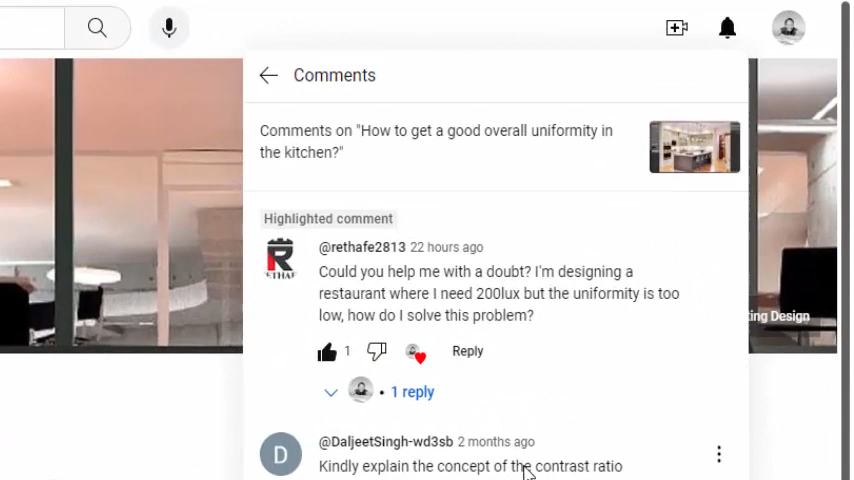 Comments
Comments on "How to get a good overall uniformity in
the kitchen?"
Highlighted comment
@rethafe2813 22 hours ago
Could you help me with a doubt? I'm designing a
restaurant where I need 200lux but the uniformity is too
low, how do I solve this problem?
1
Reply
1 reply
ting Design
D
@DaljeetSingh-wd3sb 2 months ago
Kindly explain the concept of the contrast ratio